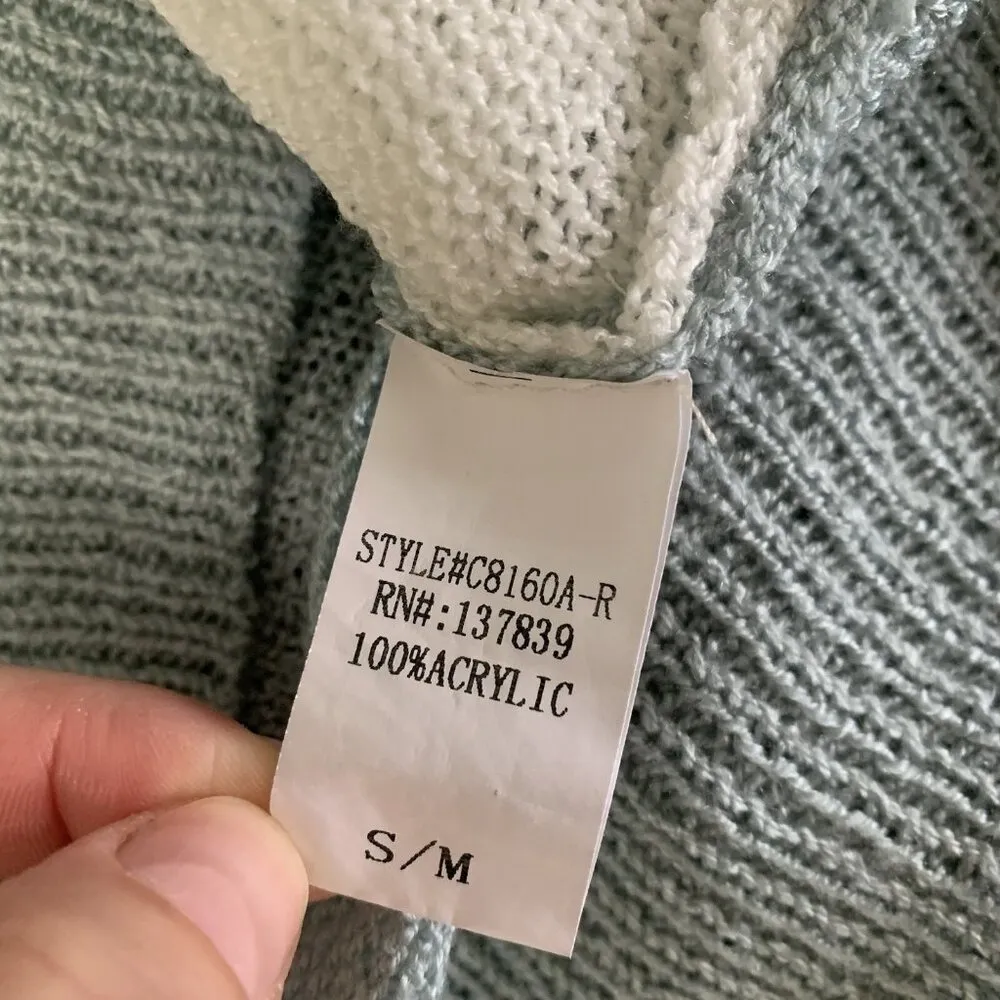 STYLE#C8160A-R
RN#:137839
100%ACRYLIC
S/M